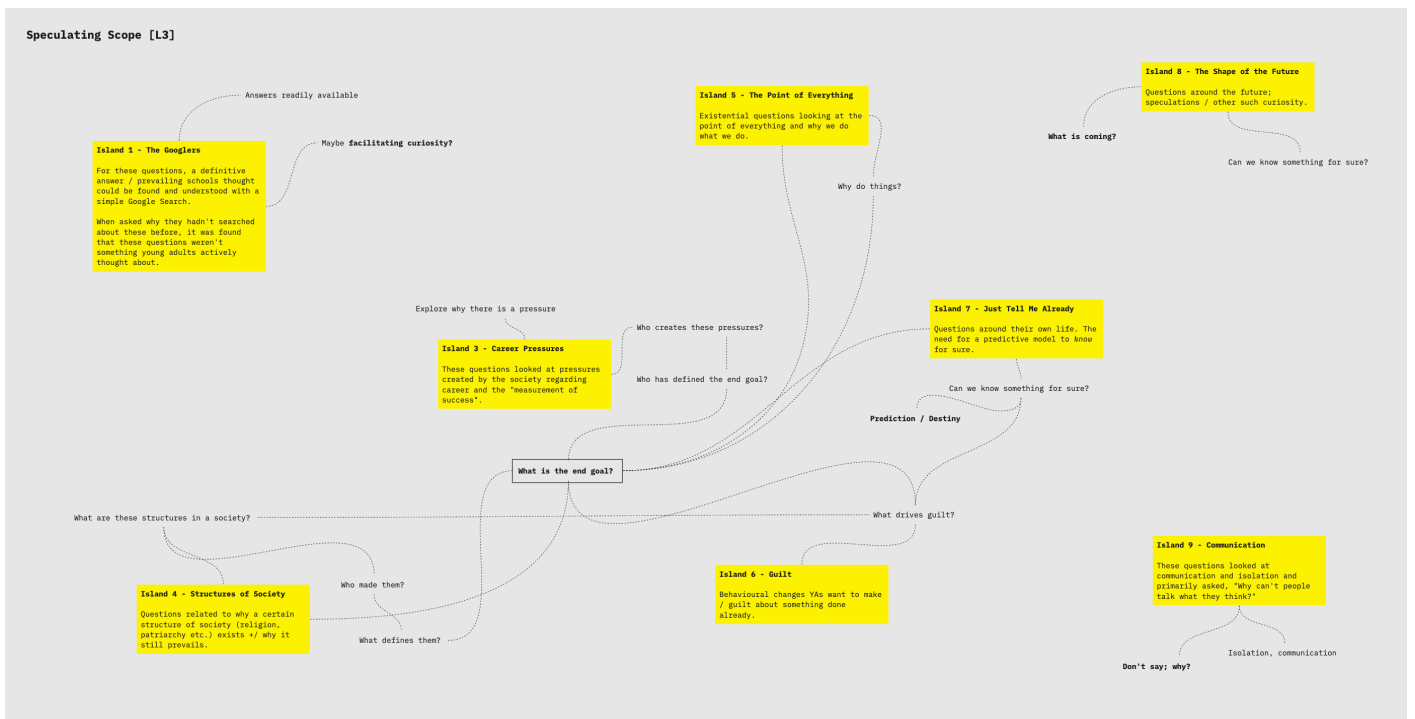 Speculating Scope [L3]
Answers readily available
Maybe facilitating curiosity?
Island 1 - The Googlers
For these questions, a definitive
answer / prevailing schools thought
could be found and understood with a
simple Google Search.
When asked why they hadn't searched
about these before, it was found
that these questions weren't
something young adults actively
thought about.
Island 5 - The Point of Everything
Existential questions looking at the
point of everything and why we do
what we do.
Why do things?
Island 8 - The Shape of the Future
Questions around the future;
speculations / other such curiosity.
What is coming?
Can we know something for sure?
Explore why there is a pressure
Island 3 - Career Pressures
These questions looked at pressures
created by the society regarding
career and the "measurement of
success".
Who creates these pressures?
Who has defined the end goal?
Island 7 - Just Tell Me Already
Questions around their own life. The
need for a predictive model to know
for sure.
Can we know something for sure?
Prediction / Destiny
What is the end goal?
What are these structures in a society?
What drives guilt?
Who made them?
Island 4 - Structures of Society
Questions related to why a certain
structure of society (religion,
patriarchy etc.) exists +/ why it
still prevails.
What defines them?
Island 6 - Guilt
Behavioural changes YAs want to make
/ guilt about something done
already.
Island 9 - Communication
These questions looked at
communication and isolation and
primarily asked, "Why can't people
talk what they think?"
Isolation, communication
Don't say; why?